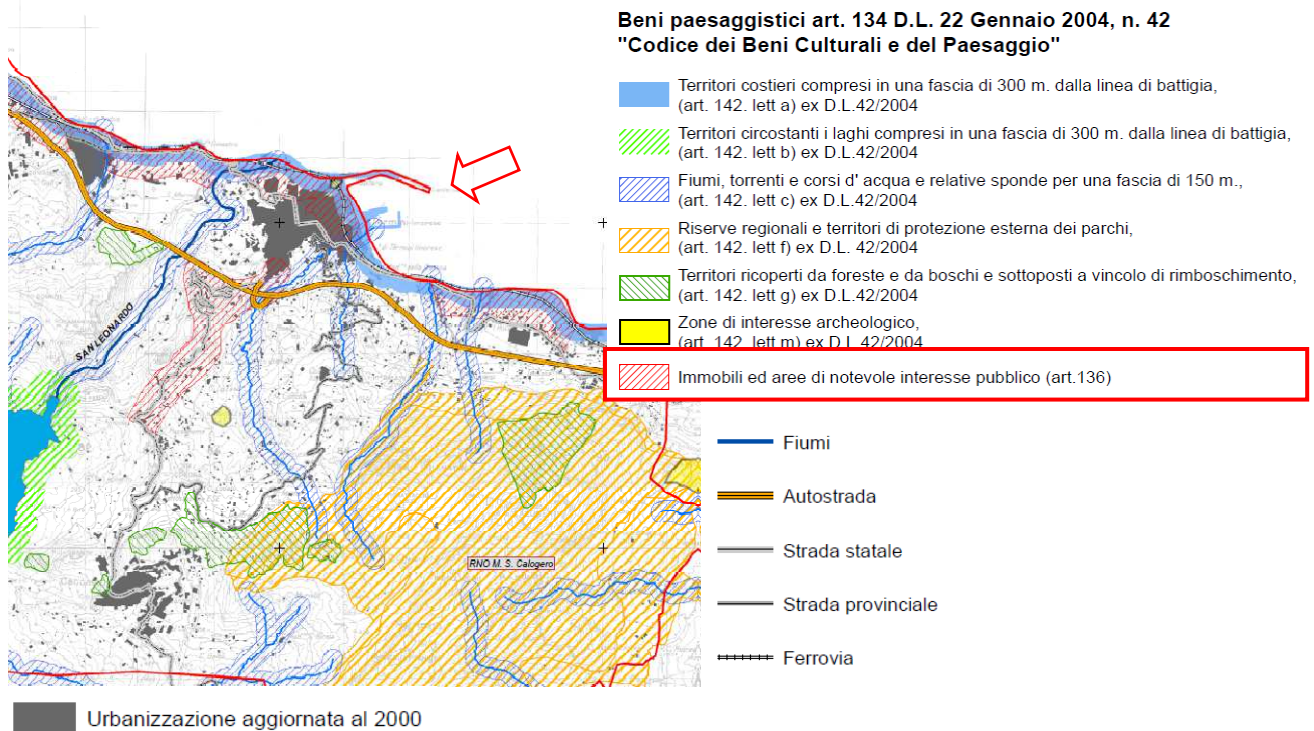 Beni paesaggistici art. 134 D.L. 22 Gennaio 2004, n. 42
"Codice dei Beni Culturali e del Paesaggio"
Territori costieri compresi in una fascia di 300 m. dalla linea di battigia,
(art. 142. lett a) ex D.L.42/2004
Territori circostanti i laghi compresi in una fascia di 300 m. dalla linea di battigia,
(art. 142. lett b) ex D.L.42/2004
Fiumi, torrenti e corsi d' acqua e relative sponde per una fascia di 150 m.,
(art. 142. lett c) ex D.L.42/2004
Riserve regionali e territori di protezione esterna dei parchi,
(art. 142. lett f) ex D.L. 42/2004
Territori ricoperti da foreste e da boschi e sottoposti a vincolo di rimboschimento,
(art. 142. lett g) ex D.L.42/2004
Zone di interesse archeologico,
(art. 142. lett m) ex D.L.42/2004
Immobili ed aree di notevole interesse pubblico (art.136)
Fiumi
Autostrada
Strada statale
Strada provinciale
Ferrovia
SAN LEONARDO
RNO M. S. Calogero
Urbanizzazione aggiornata al 2000